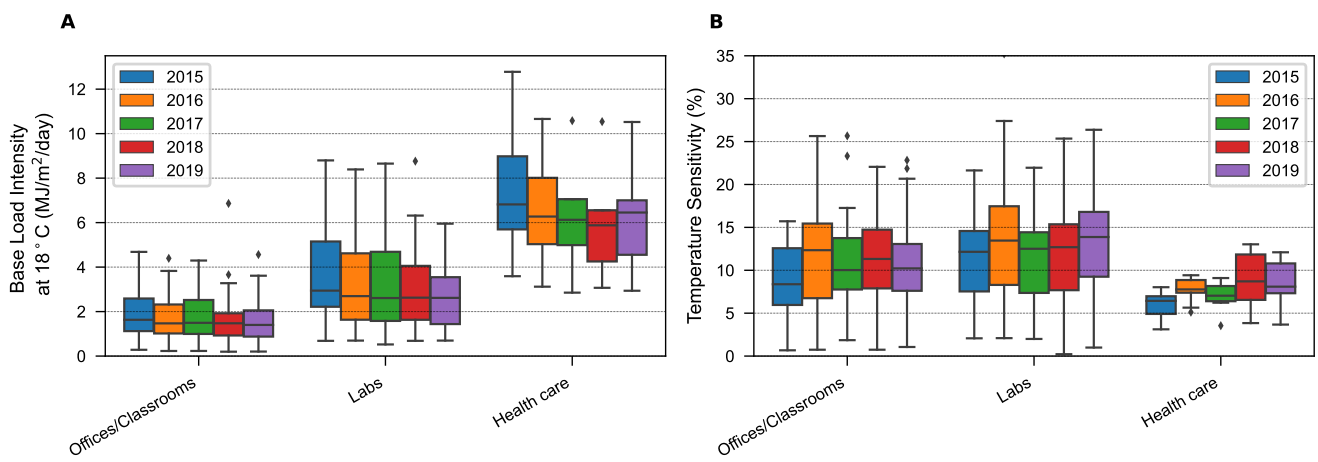 A
Base Load Intensity
at 18°C (MJ/m²/day)
12
10
8
6
4
2
0
2015
2016
2017
2018
2019
Offices/Classrooms
Labs
Health care
B
Temperature Sensitivity (%)
35
30
25
20
15
10
5
0
2015
2016
2017
2018
2019
Offices/Classrooms
Labs
Health care